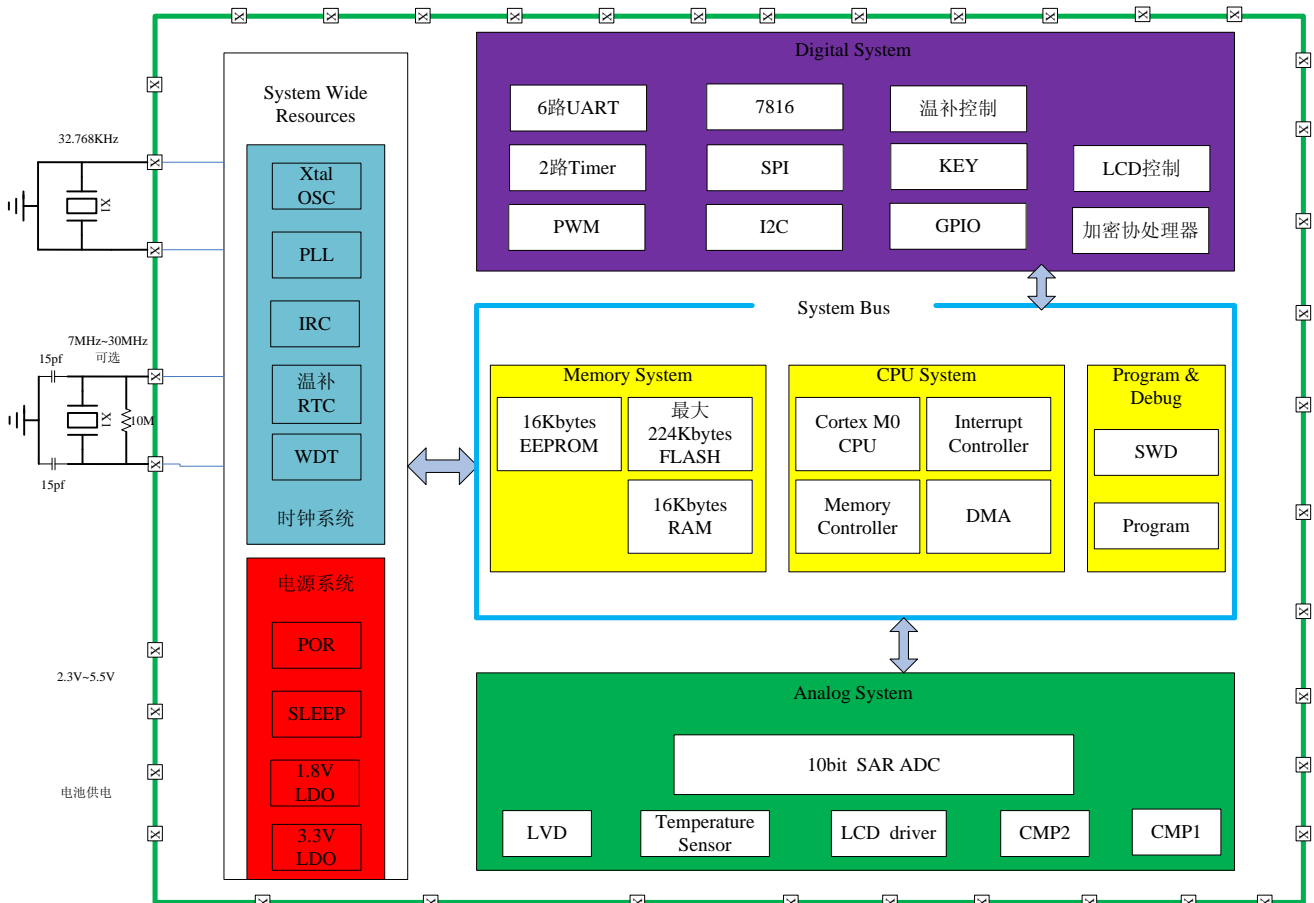 32.768KHz
X1
7MHz~30MHz
可选
15pf
X1
10M
15pf
2.3V~5.5V
电池供电
System Wide
Resources
Xtal
OSC
PLL
IRC
温补
RTC
WDT
时钟系统
电源系统
POR
SLEEP
1.8V
LDO
3.3V
LDO
Digital System
6路UART
7816
温补控制
2路Timer
SPI
KEY
LCD控制
PWM
I2C
GPIO
加密协处理器
System Bus
Memory System
16Kbytes
EEPROM
最大
224Kbytes
FLASH
16Kbytes
RAM
CPU System
Cortex M0
CPU
Interrupt
Controller
Memory
Controller
DMA
Program &
Debug
SWD
Program
Analog System
10bit SAR ADC
LVD
Temperature
Sensor
LCD driver
CMP2
CMP1